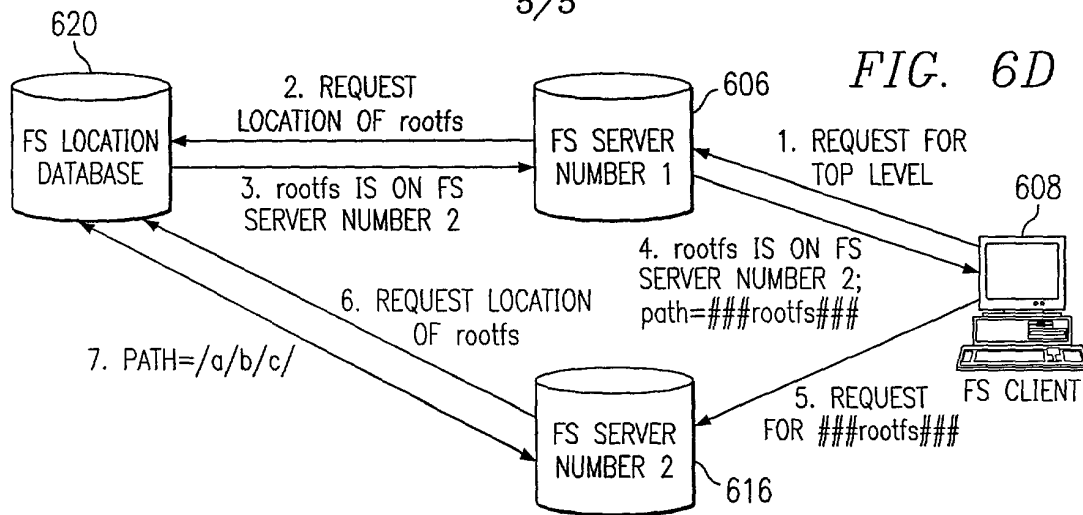 5/5
FIG. 6D
620
FS LOCATION
DATABASE
2. REQUEST
LOCATION OF rootfs
3. rootfs IS ON FS
SERVER NUMBER 2
606
FS SERVER
NUMBER 1
1. REQUEST FOR
TOP LEVEL
608
4. rootfs IS ON FS
SERVER NUMBER 2;
path=###rootfs###
FS CLIENT
6. REQUEST LOCATION
OF rootfs
7. PATH=/a/b/c/
5. REQUEST
FOR ###rootfs###
FS SERVER
NUMBER 2
616